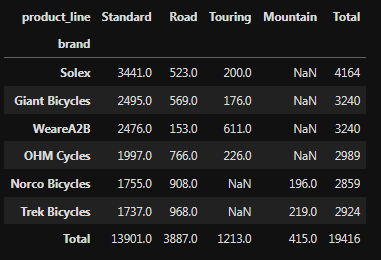 product_line Standard Road Touring Mountain Total
brand
Solex 3441.0 523.0 200.0 NaN 4164
Giant Bicycles 2495.0 569.0 176.0 NaN 3240
WeareA2B 2476.0 153.0 611.0 NaN 3240
OHM Cycles 1997.0 766.0 226.0 NaN 2989
Norco Bicycles 1755.0 908.0 NaN 196.0 2859
Trek Bicycles 1737.0 968.0 NaN 219.0 2924
Total 13901.0 3887.0 1213.0 415.0 19416